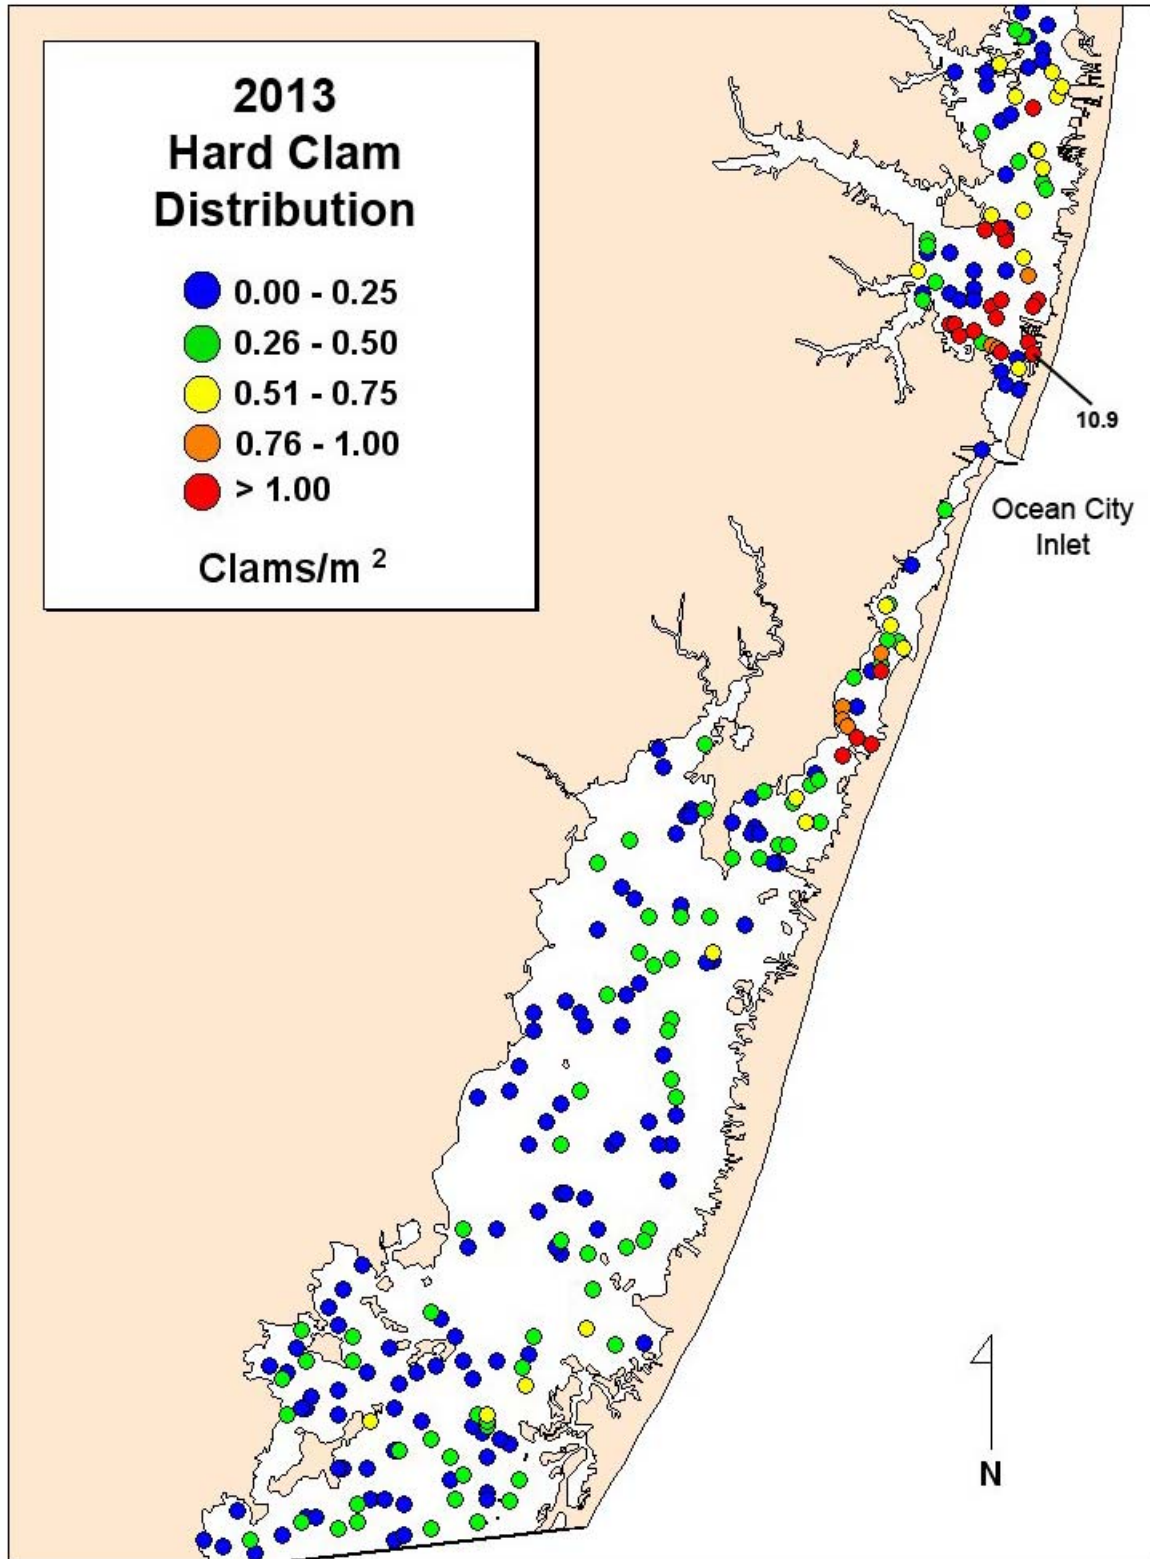 2013
Hard Clam
Distribution
0.00 - 0.25
0.26 - 0.50
0.51 - 0.75
0.76 - 1.00
> 1.00
Clams/m ²
10.9
Ocean City
Inlet
N